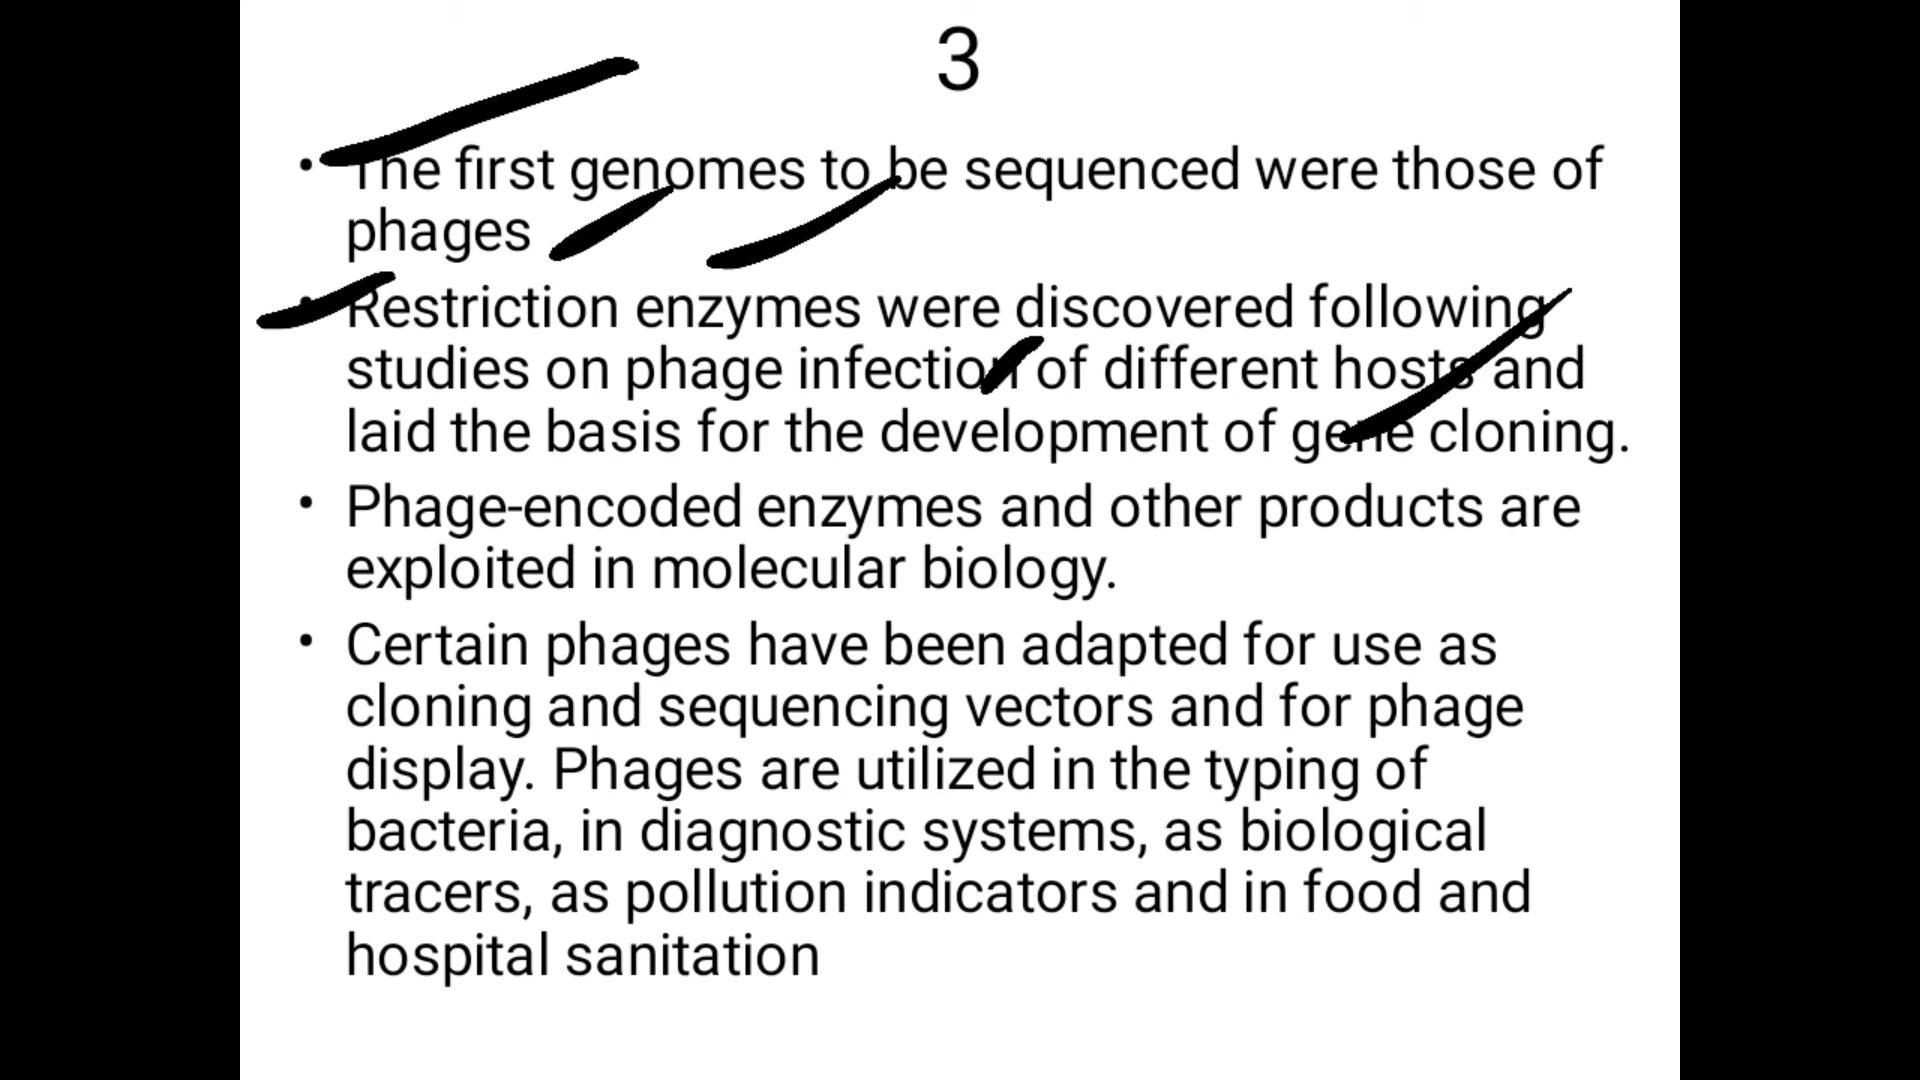 3
• The first genomes to be sequenced were those of
phages
• Restriction enzymes were discovered following
studies on phage infection of different hosts and
laid the basis for the development of gene cloning.
• Phage-encoded enzymes and other products are
exploited in molecular biology.
• Certain phages have been adapted for use as
cloning and sequencing vectors and for phage
display. Phages are utilized in the typing of
bacteria, in diagnostic systems, as biological
tracers, as pollution indicators and in food and
hospital sanitation